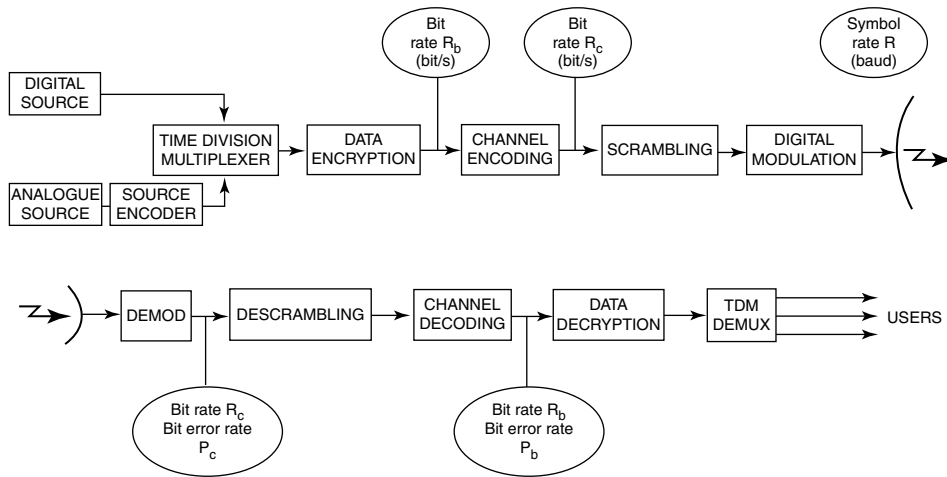 Bit
rate R_b
(bit/s)
Bit
rate R_c
(bit/s)
Symbol
rate R
(baud)
DIGITAL
SOURCE
TIME DIVISION
MULTIPLEXER
DATA
ENCRYPTION
CHANNEL
ENCODING
SCRAMBLING
DIGITAL
MODULATION
ANALOGUE
SOURCE
SOURCE
ENCODER
DEMOD
DESCRAMBLING
CHANNEL
DECODING
DATA
DECRYPTION
TDM
DEMUX
USERS
Bit rate R_c
Bit error rate
P_c
Bit rate R_b
Bit error rate
P_b